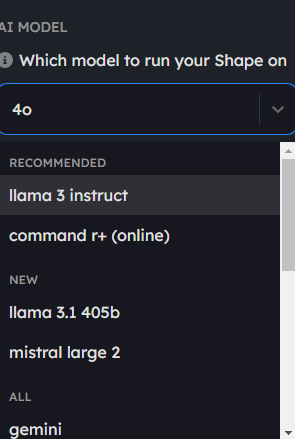 AI MODEL
Which model to run your Shape on
4o
RECOMMENDED
llama 3 instruct
command r+ (online)
NEW
llama 3.1 405b
mistral large 2
ALL
gemini